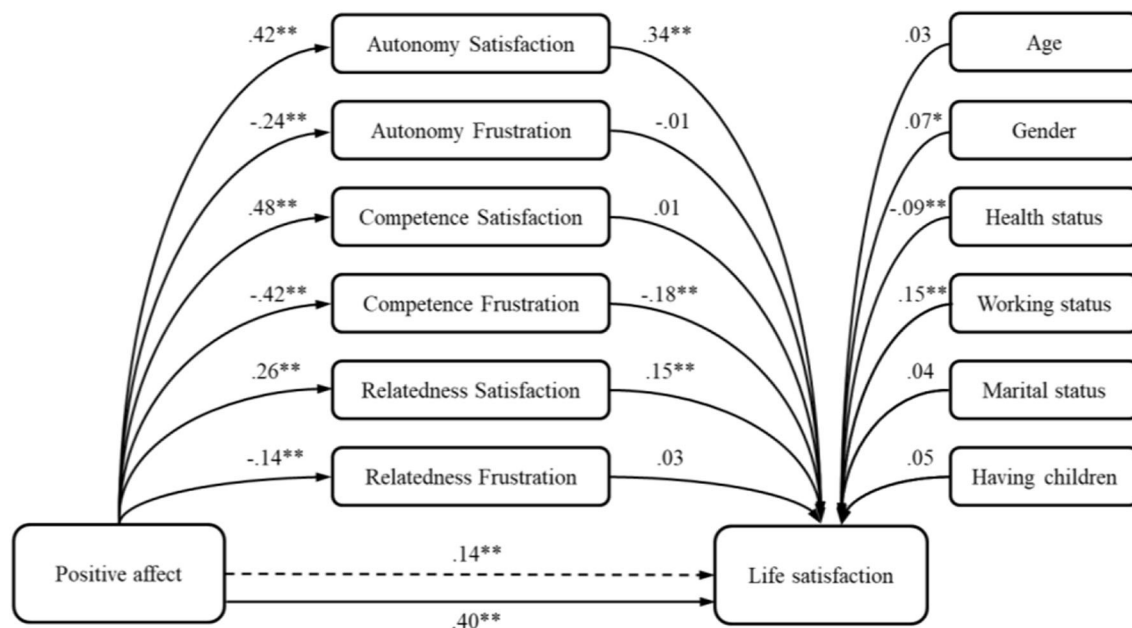 .42** Autonomy Satisfaction .34** .03 Age
-.24** Autonomy Frustration -.01 .07* Gender
.48** Competence Satisfaction .01 -.09** Health status
-.42** Competence Frustration -.18** .15** Working status
.26** Relatedness Satisfaction .15** .04 Marital status
-.14** Relatedness Frustration .03 .05 Having children
.14**
Positive affect Life satisfaction
.40**